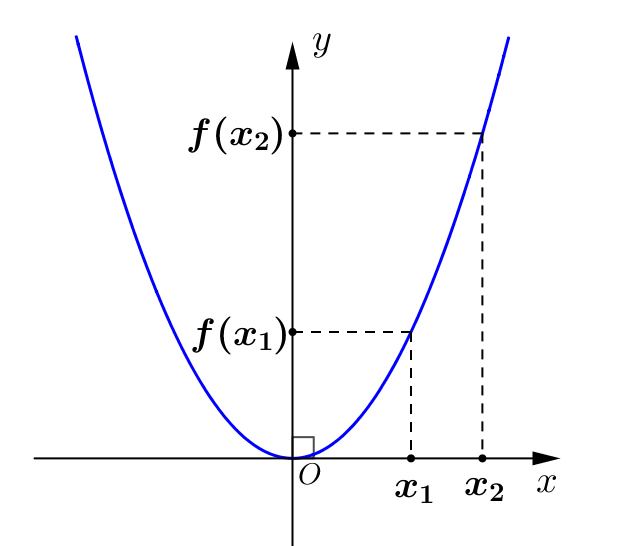 y
f(x₂)
f(x₁)
O
x₁ x₂ x